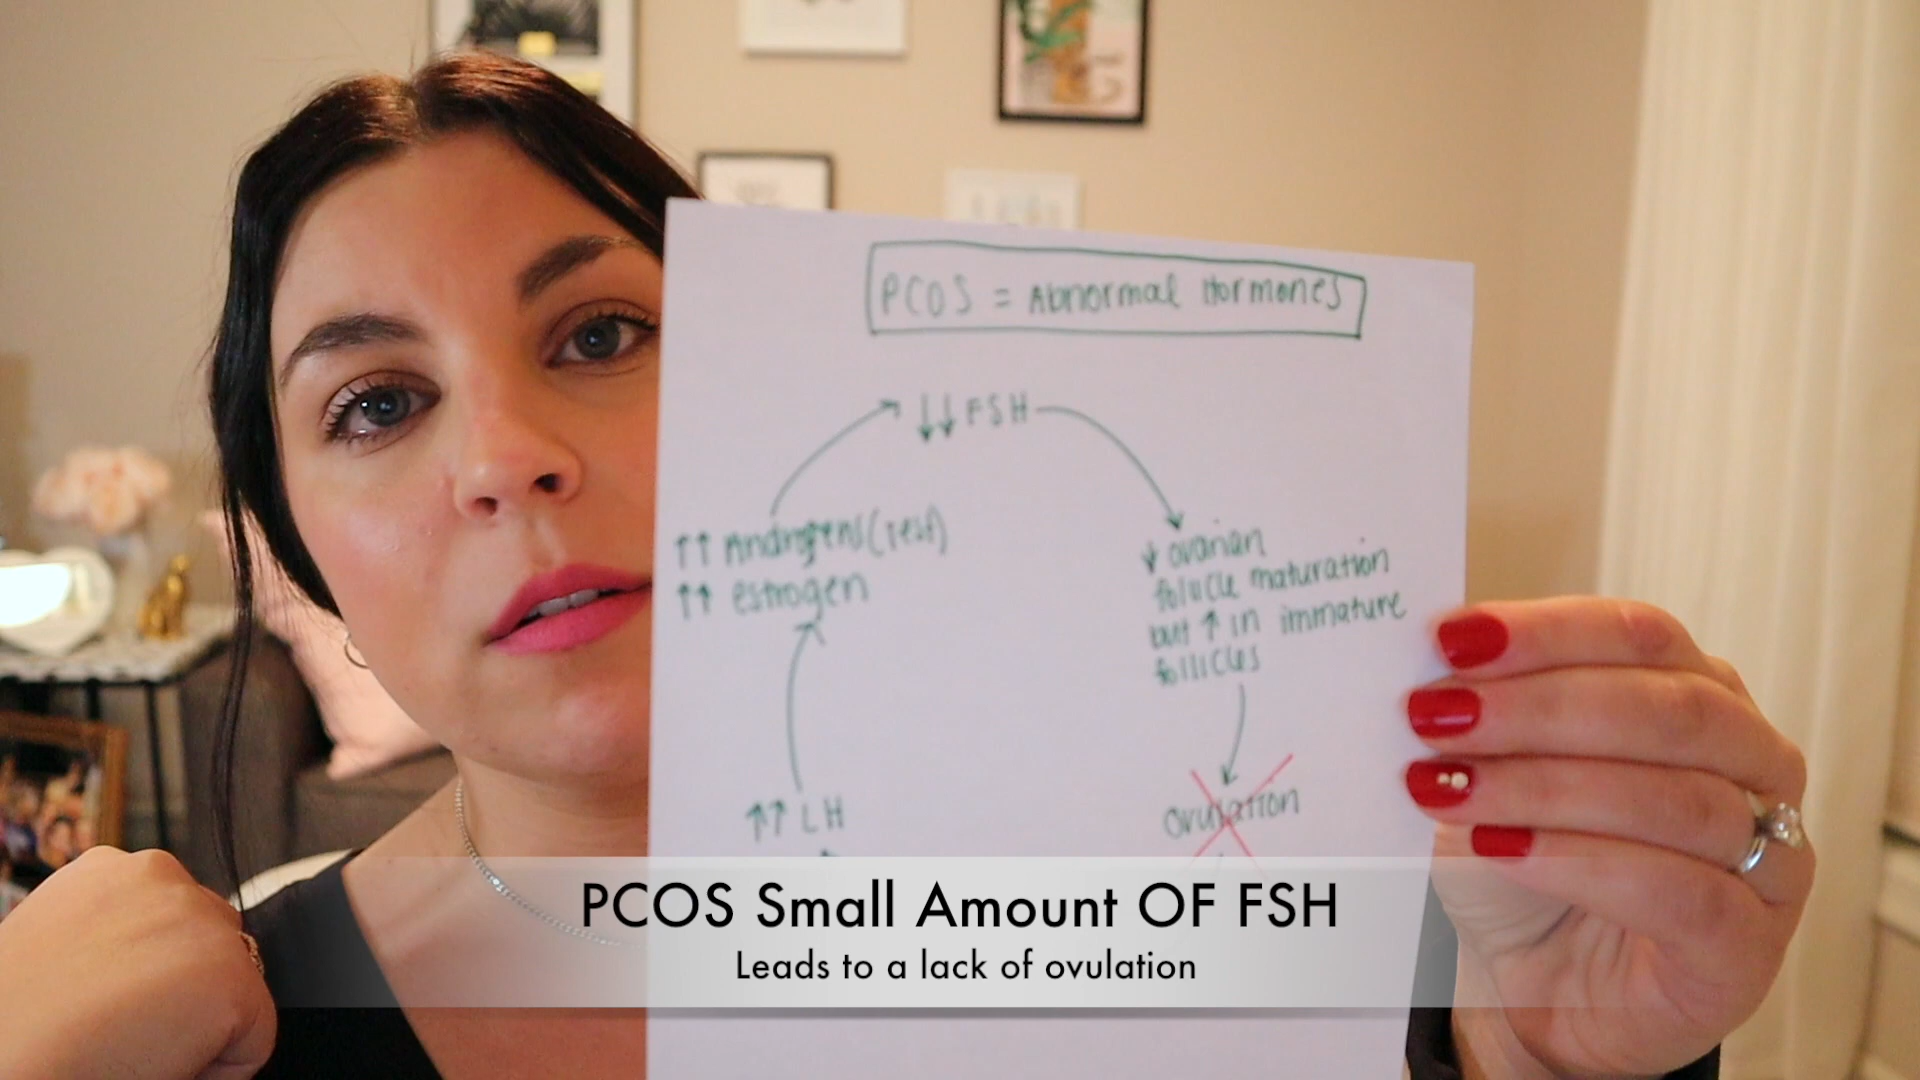 PCOS = Abnormal Hormones
↓↓ FSH
↑↑ Androgens (Test)
↑↑ estrogen
↓ ovarian
follicle maturation
but ↑ in immature
follicles
↑↑ LH
ovulation
PCOS Small Amount OF FSH
Leads to a lack of ovulation